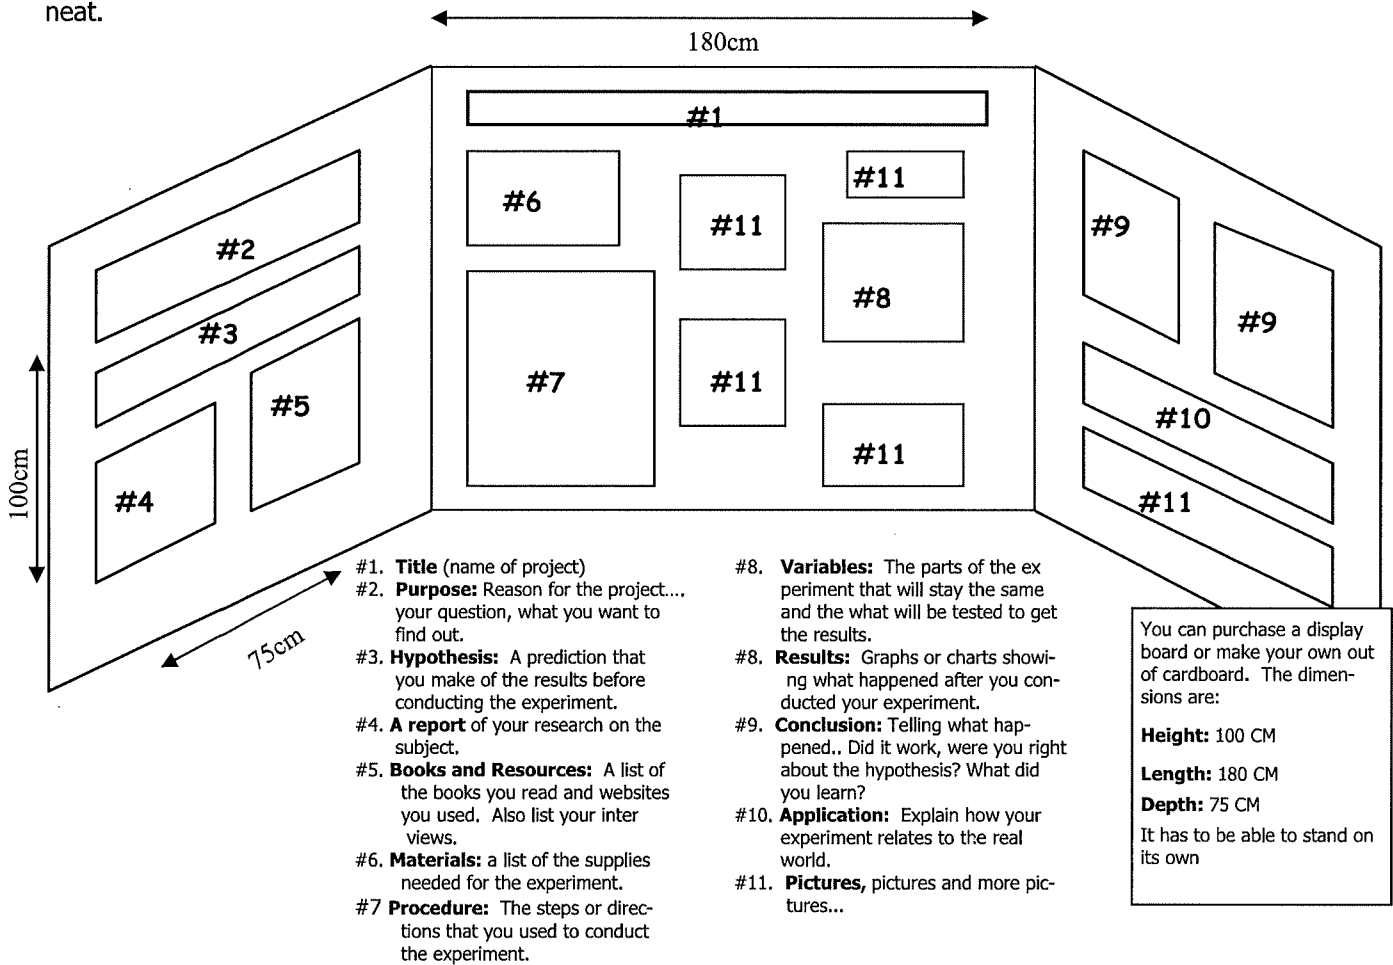 neat.
180cm
#1
#2
#3
#4
#5
#6
#7
#11
#11
#11
#8
#11
#9
#9
#10
#11
100cm
75cm
#1. Title (name of project)
#2. Purpose: Reason for the project....
your question, what you want to
find out.
#3. Hypothesis: A prediction that
you make of the results before
conducting the experiment.
#4. A report of your research on the
subject.
#5. Books and Resources: A list of
the books you read and websites
you used. Also list your inter
views.
#6. Materials: a list of the supplies
needed for the experiment.
#7 Procedure: The steps or direc-
tions that you used to conduct
the experiment.
#8. Variables: The parts of the ex
periment that will stay the same
and the what will be tested to get
the results.
#8. Results: Graphs or charts showi-
ng what happened after you con-
ducted your experiment.
#9. Conclusion: Telling what hap-
pened.. Did it work, were you right
about the hypothesis? What did
you learn?
#10. Application: Explain how your
experiment relates to the real
world.
#11. Pictures, pictures and more pic-
tures...
You can purchase a display
board or make your own out
of cardboard. The dimen-
sions are:
Height: 100 CM
Length: 180 CM
Depth: 75 CM
It has to be able to stand on
its own